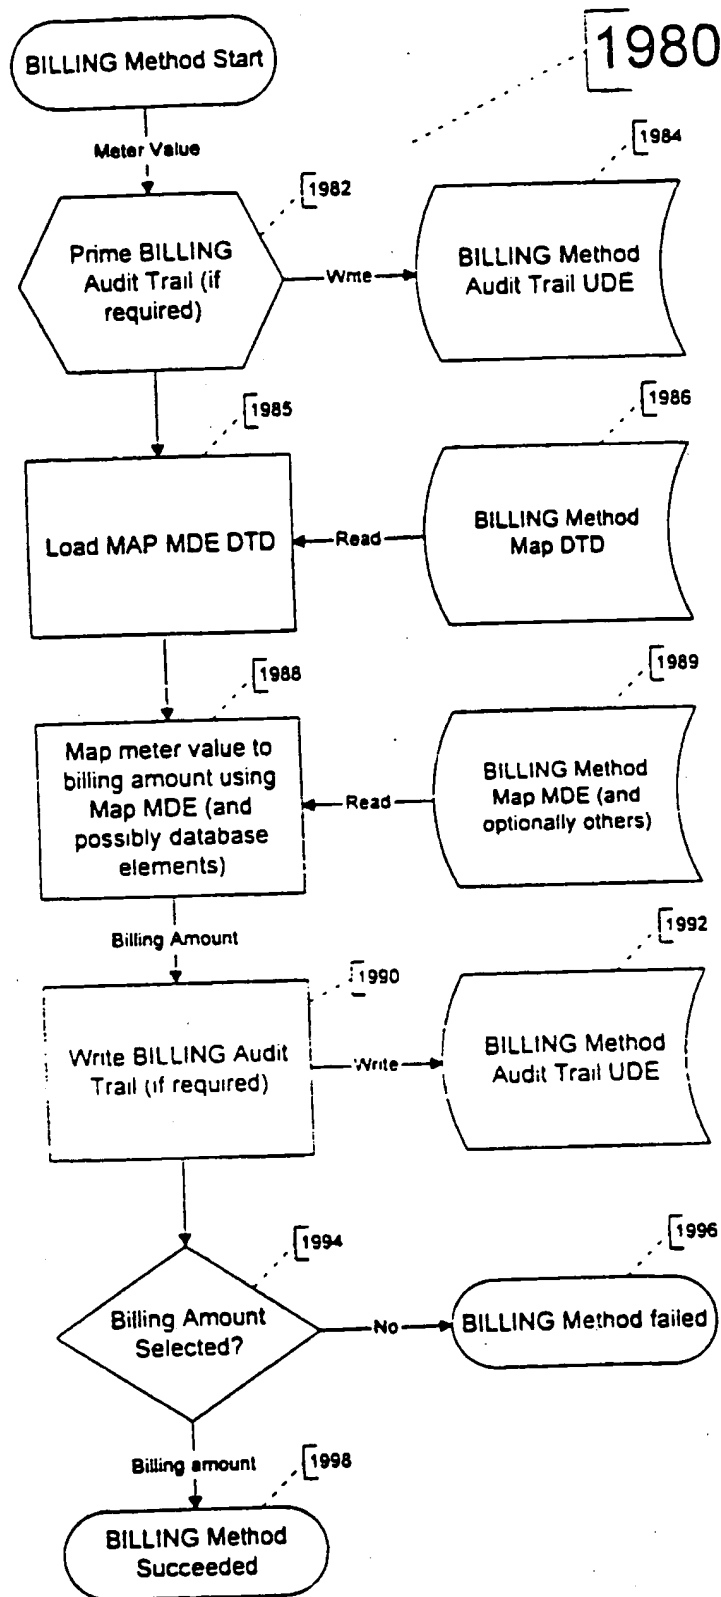 1980
BILLING Method Start
Meter Value
1982
1984
Prime BILLING
Audit Trail (if
required)
Write
BILLING Method
Audit Trail UDE
1985
1986
Load MAP MDE DTD
Read
BILLING Method
Map DTD
1988
1989
Map meter value to
billing amount using
Map MDE (and
possibly database
elements)
Read
BILLING Method
Map MDE (and
optionally others)
Billing Amount
1990
1992
Write BILLING Audit
Trail (if required)
Write
BILLING Method
Audit Trail UDE
1994
1996
Billing Amount
Selected?
No
BILLING Method failed
Billing amount
1998
BILLING Method
Succeeded